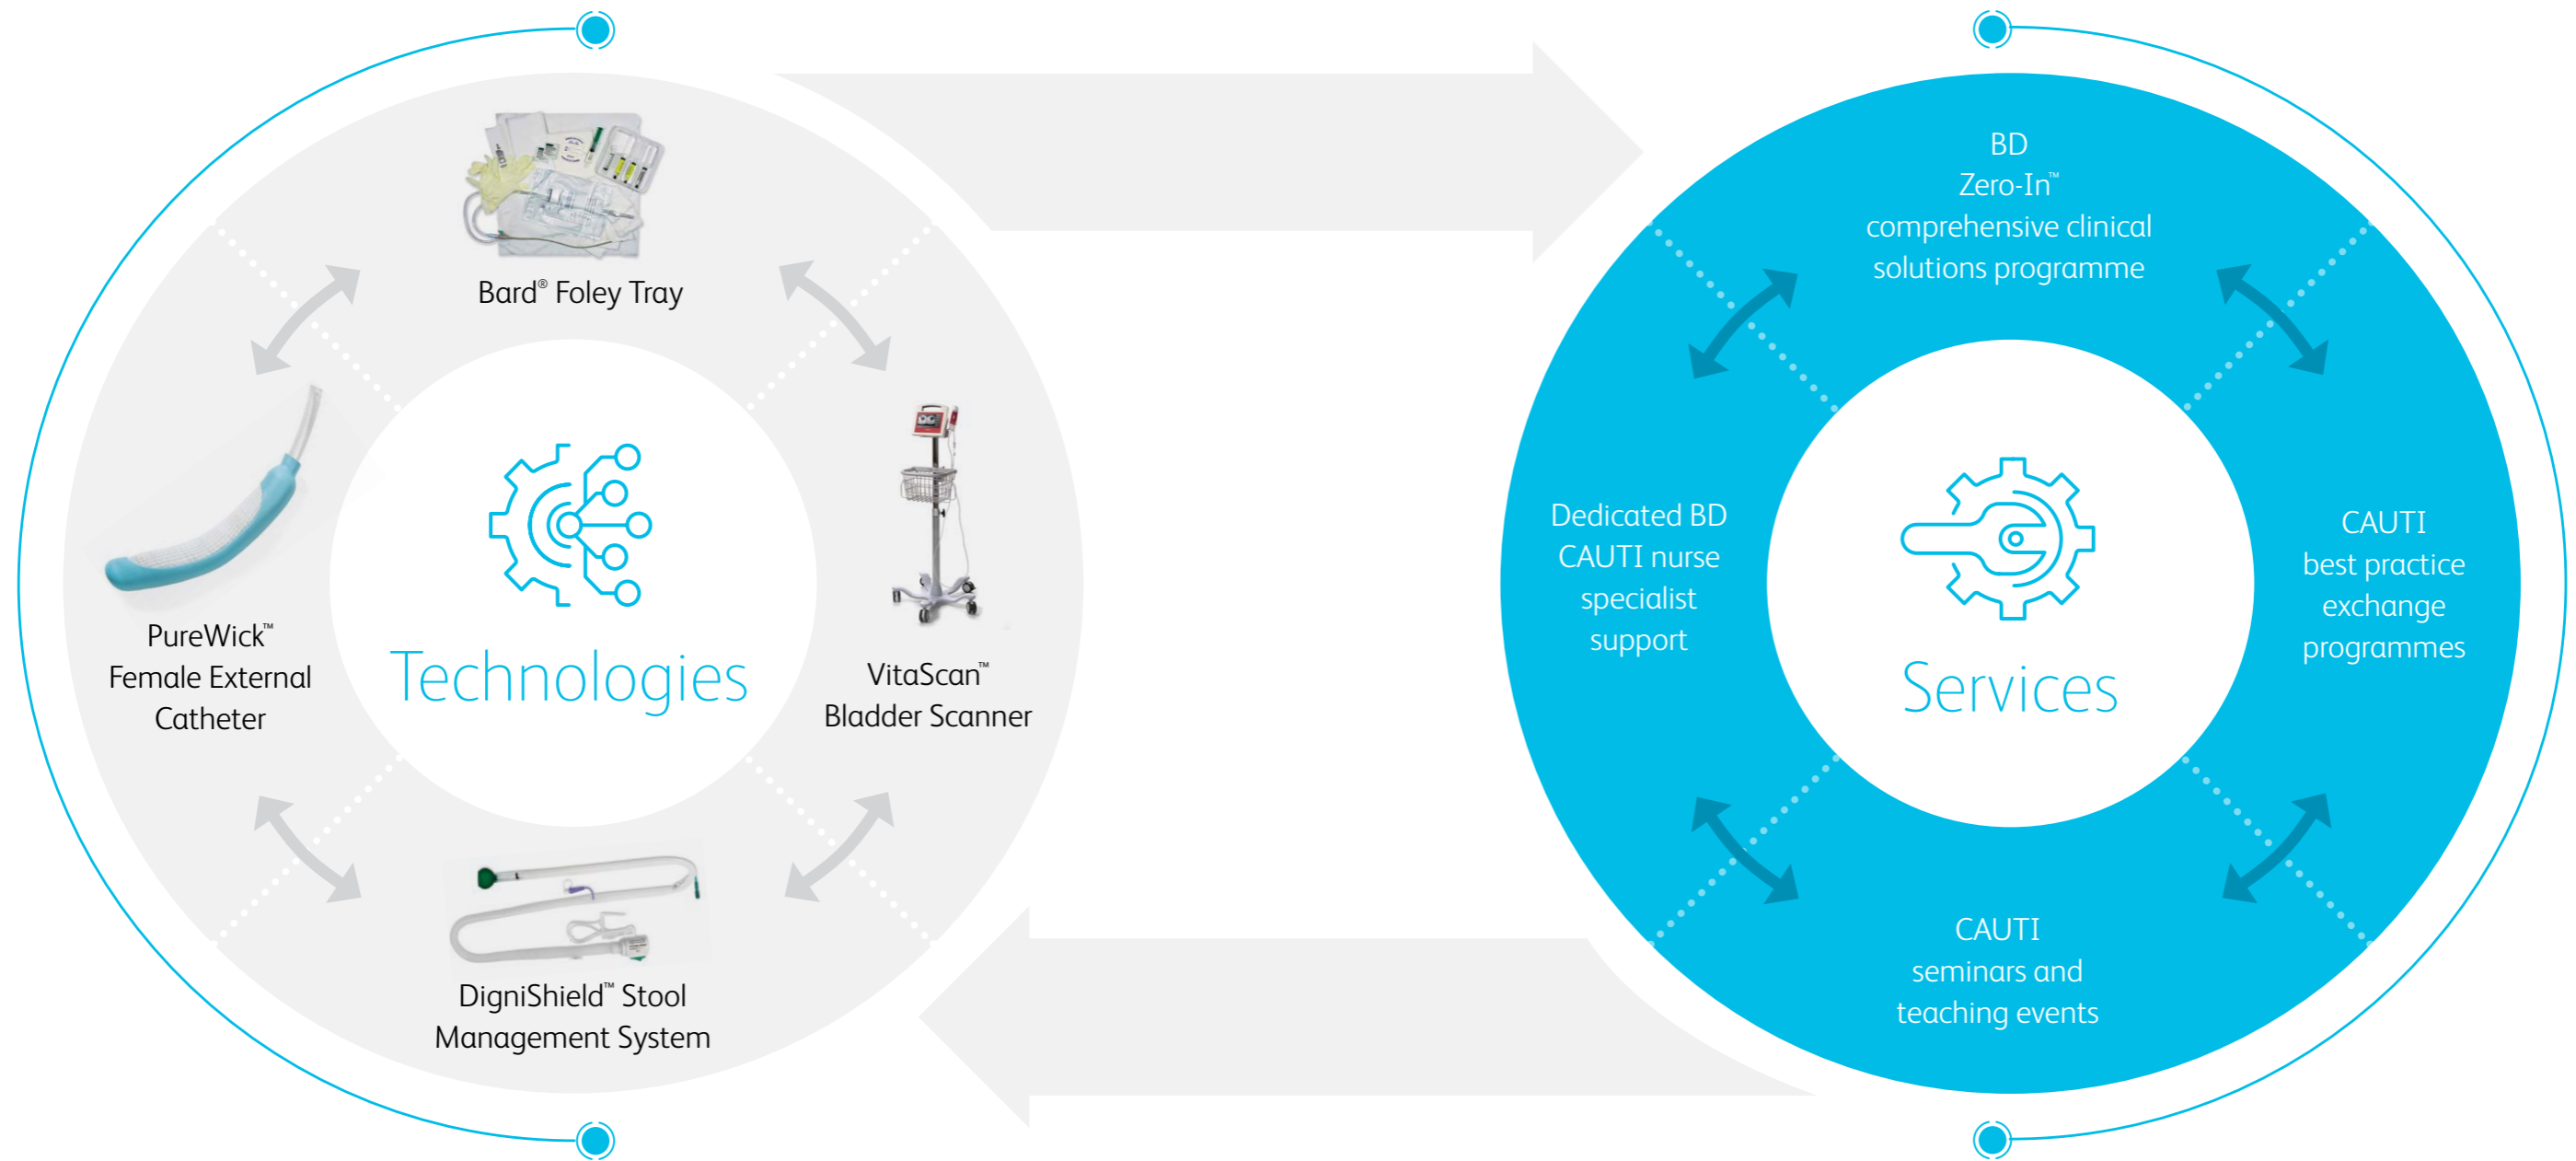 Bard® Foley Tray
PureWick™
Female External
Catheter
Technologies
VitaScan™
Bladder Scanner
DigniShield™ Stool
Management System
BD
Zero-In™
comprehensive clinical
solutions programme
Dedicated BD
CAUTI nurse
specialist
support
Services
CAUTI
best practice
exchange
programmes
CAUTI
seminars and
teaching events